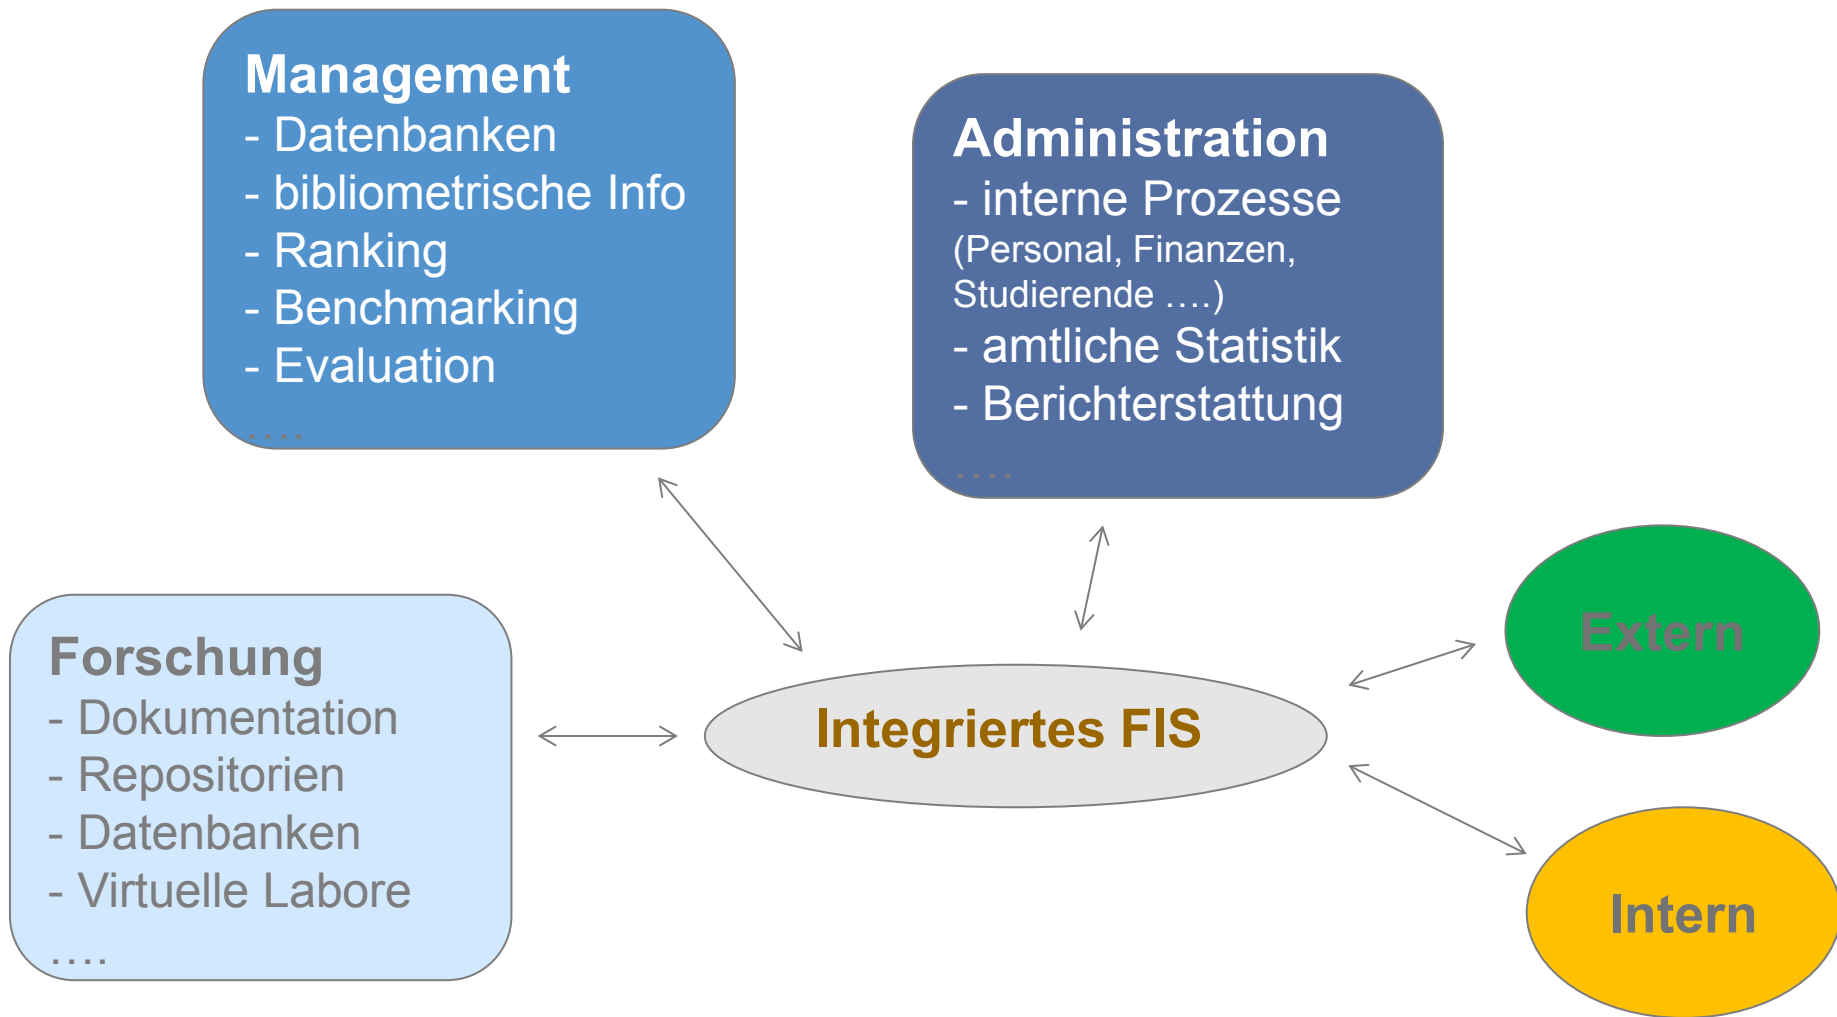 Management
- Datenbanken
- bibliometrische Info
- Ranking
- Benchmarking
- Evaluation
....
Administration
- interne Prozesse
(Personal, Finanzen,
Studierende ....)
- amtliche Statistik
- Berichterstattung
....
Forschung
- Dokumentation
- Repositorien
- Datenbanken
- Virtuelle Labore
....
Integriertes FIS
Extern
Intern